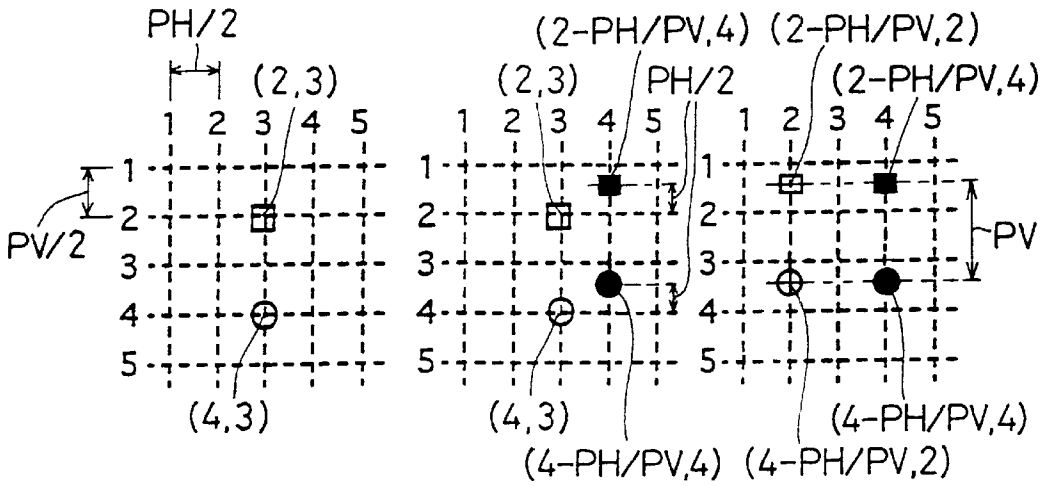 PH/2
(2,3)
1 2 3 4 5
1
2
3
4
5
PV/2
(4,3)
(2-PH/PV,4)
(2,3)
PH/2
1 2 3 4 5
1
2
3
4
5
(4,3)
(4-PH/PV,4)
(2-PH/PV,2)
(2-PH/PV,4)
1 2 3 4 5
1
2
3
4
5
PV
(4-PH/PV,4)
(4-PH/PV,2)